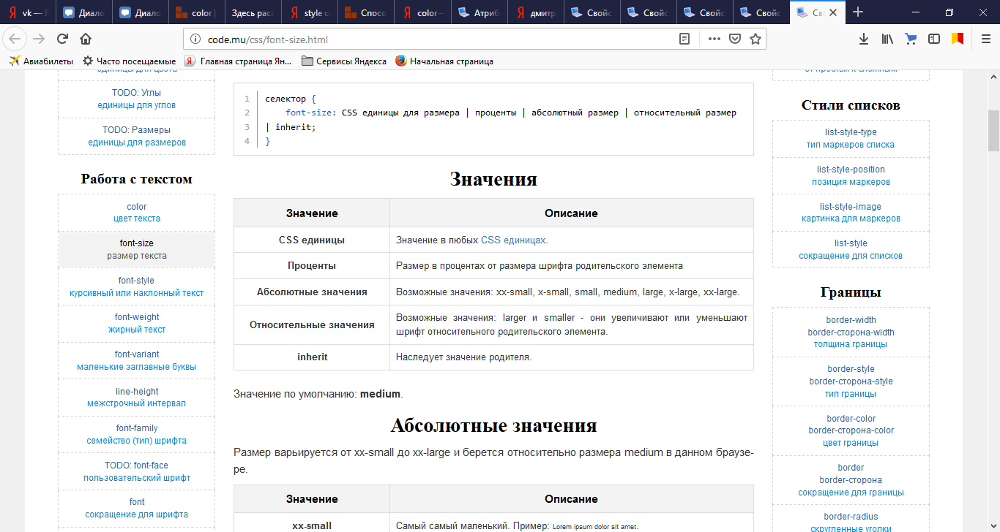 vk — Я
Диало
Диало
color |
Здесь расс
style c
Спосо
color –
Атриб
дмитр
Свойс
Свойс
Свойс
Свойс
Св
code.mu/css/font-size.html
Авиабилеты
Часто посещаемые
Главная страница Ян...
Сервисы Яндекса
Начальная страница
единицы для цвета
TODO: Углы
единицы для углов
TODO: Размеры
единицы для размеров
Работа с текстом
color
цвет текста
font-size
размер текста
font-style
курсивный или наклонный текст
font-weight
жирный текст
font-variant
маленькие заглавные буквы
line-height
межстрочный интервал
font-family
семейство (тип) шрифта
TODO: font-face
пользовательский шрифт
font
сокращение для шрифта
1 селектор {
2 font-size: CSS единицы для размера | проценты | абсолютный размер | относительный размер
3 | inherit;
4 }
Значения
Значение Описание
CSS единицы Значение в любых CSS единицах.
Проценты Размер в процентах от размера шрифта родительского элемента
Абсолютные значения Возможные значения: xx-small, x-small, small, medium, large, x-large, xx-large.
Относительные значения Возможные значения: larger и smaller - они увеличивают или уменьшают
шрифт относительного родительского элемента.
inherit Наследует значение родителя.
Значение по умолчанию: medium.
Абсолютные значения
Размер варьируется от xx-small до xx-large и берется относительно размера medium в данном браузе-
ре.
Значение Описание
xx-small Самый самый маленький. Пример: Lorem ipsum dolor sit amet.
от простых к сложным
Стили списков
list-style-type
тип маркеров списка
list-style-position
позиция маркеров
list-style-image
картинка для маркеров
list-style
сокращение для списков
Границы
border-width
border-сторона-width
толщина границы
border-style
border-сторона-style
тип границы
border-color
border-сторона-color
цвет границы
border
border-сторона
сокращение для границы
border-radius
скругленные уголки